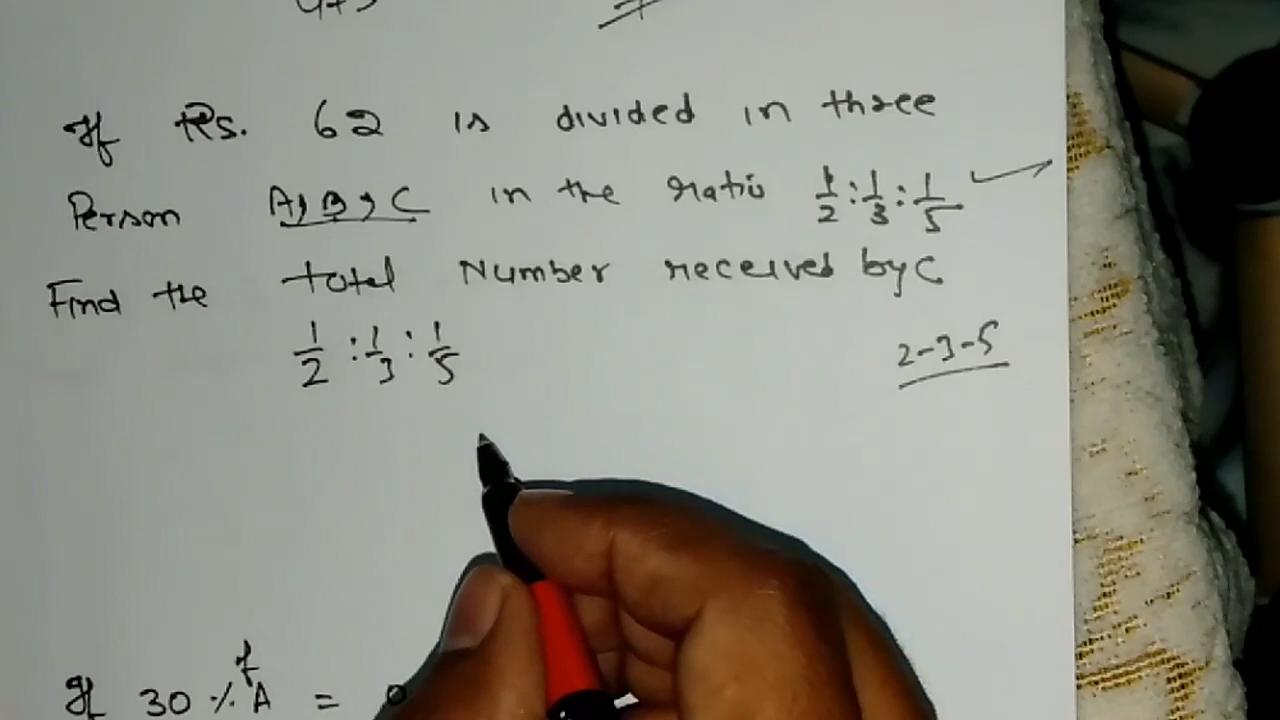 If Rs. 62 is divided in three
Person A, B, C in the ratio 1/2 : 1/3 : 1/5
Find the total Number received by C
1/2 : 1/3 : 1/5
2-3-5
If 30 % of A =